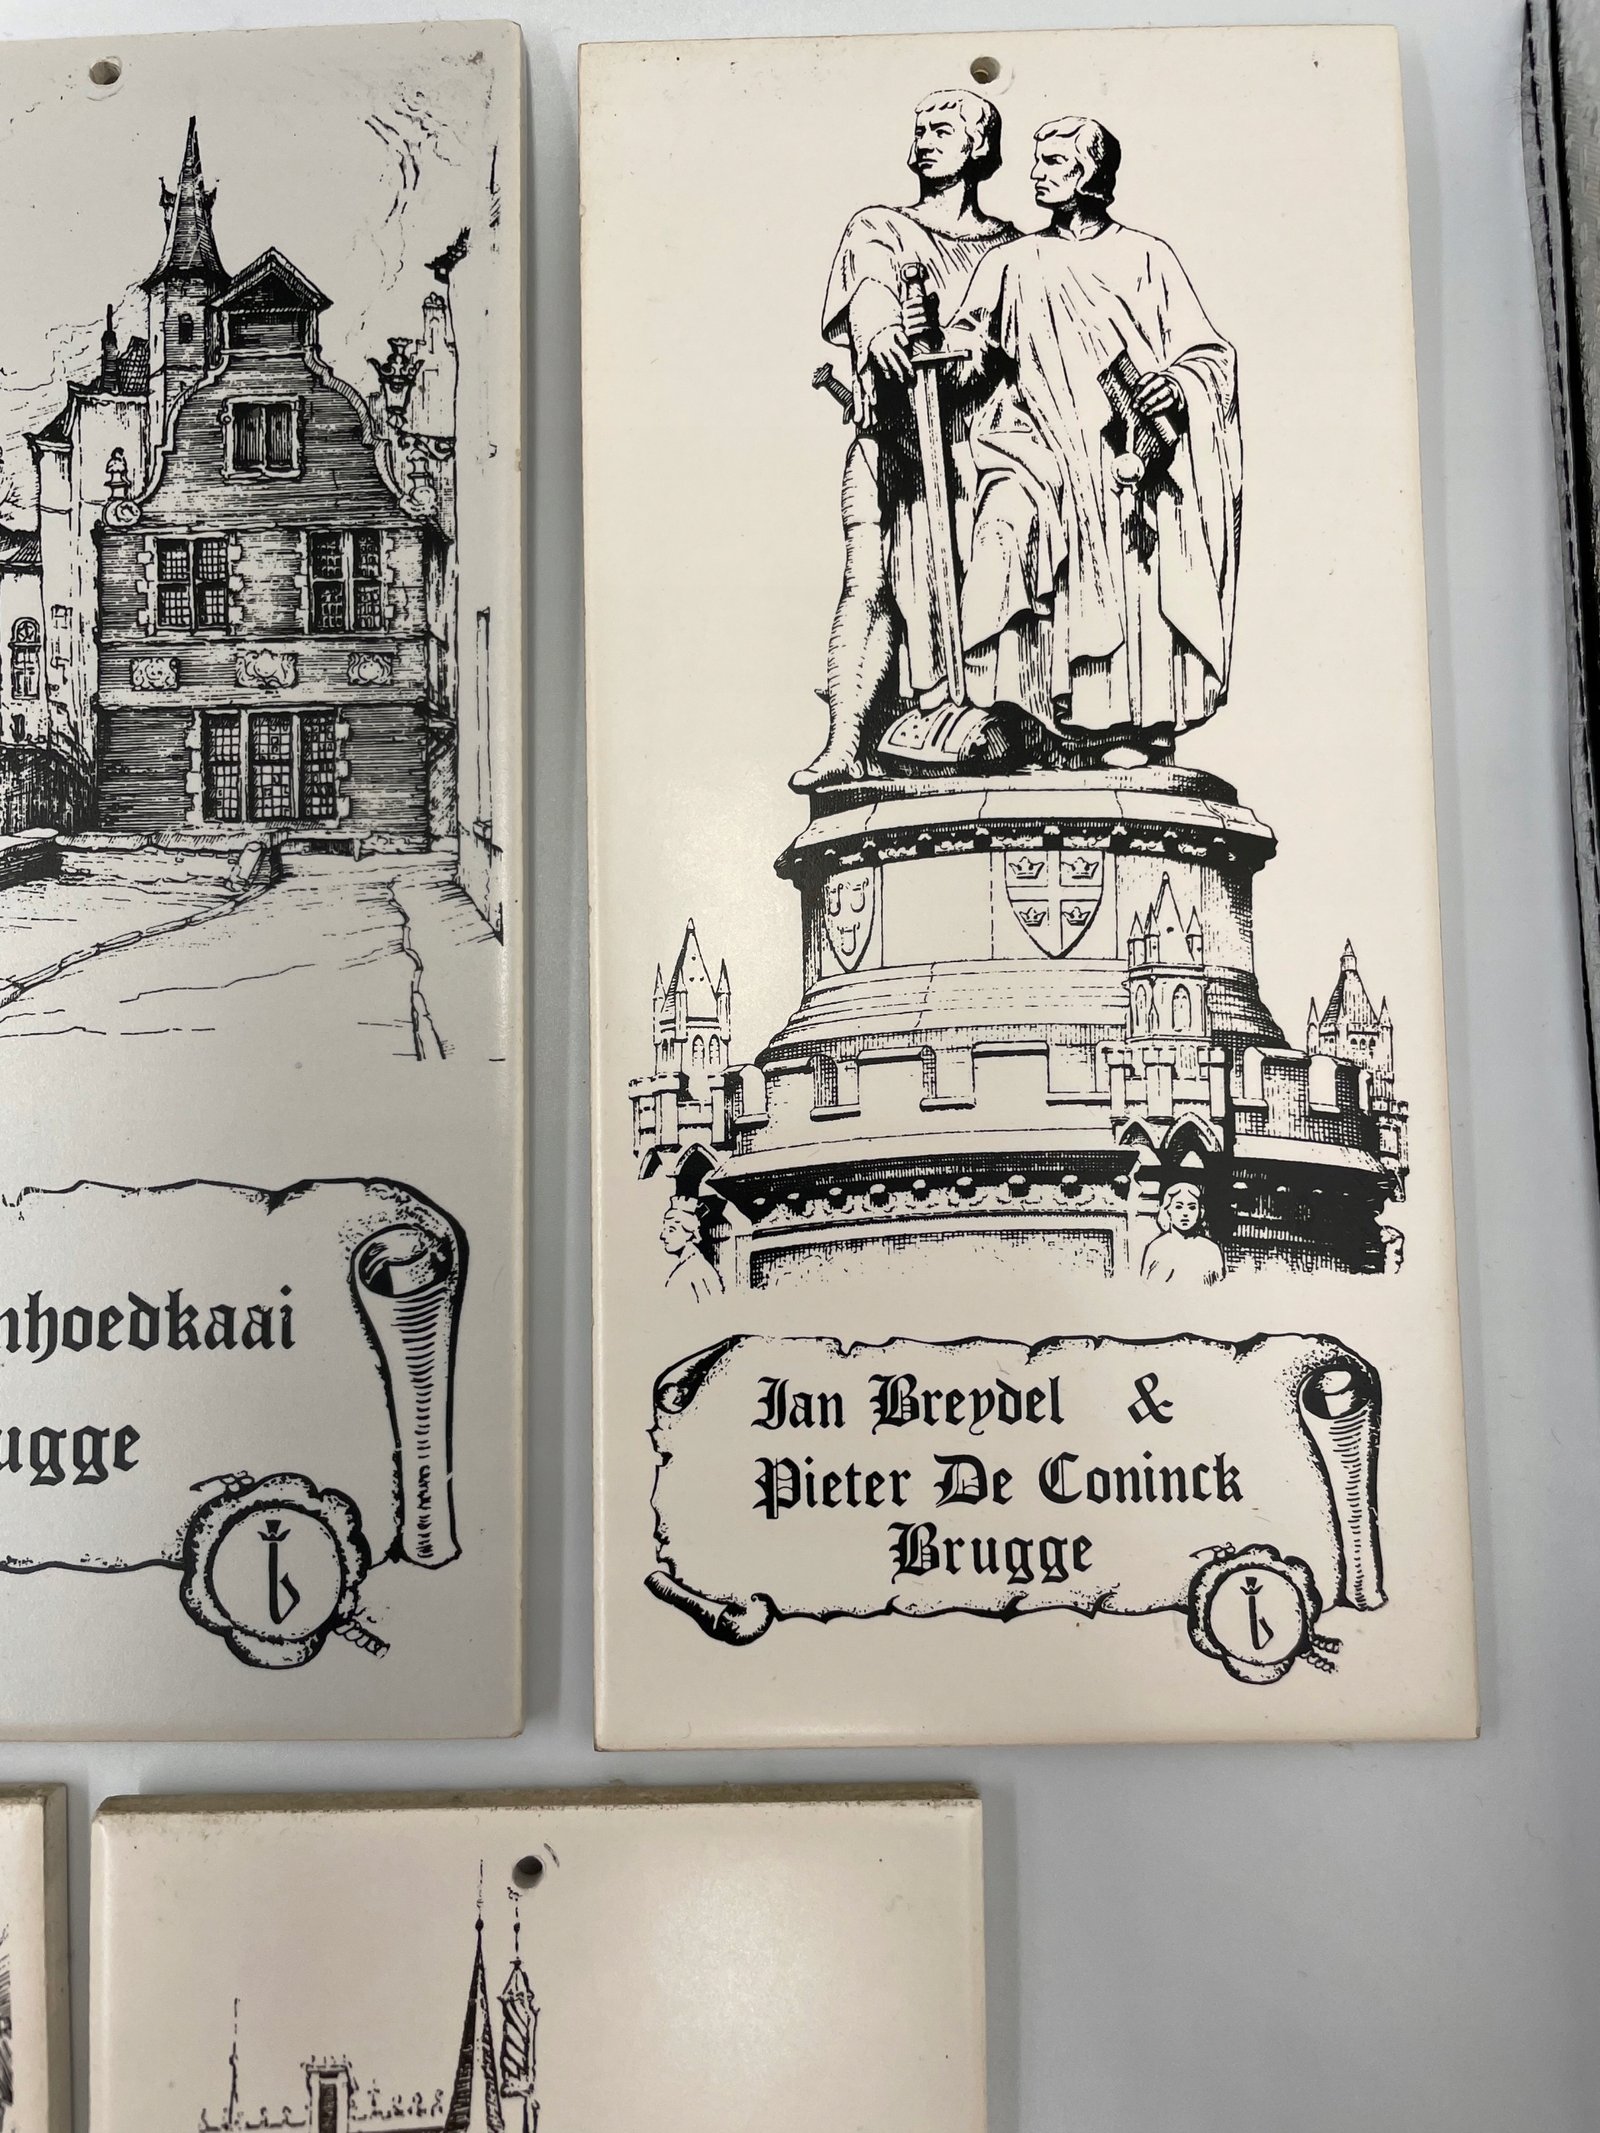 nhoedkaai
ugge
b
Jan Breydel &
Pieter De Coninck
Brugge
b